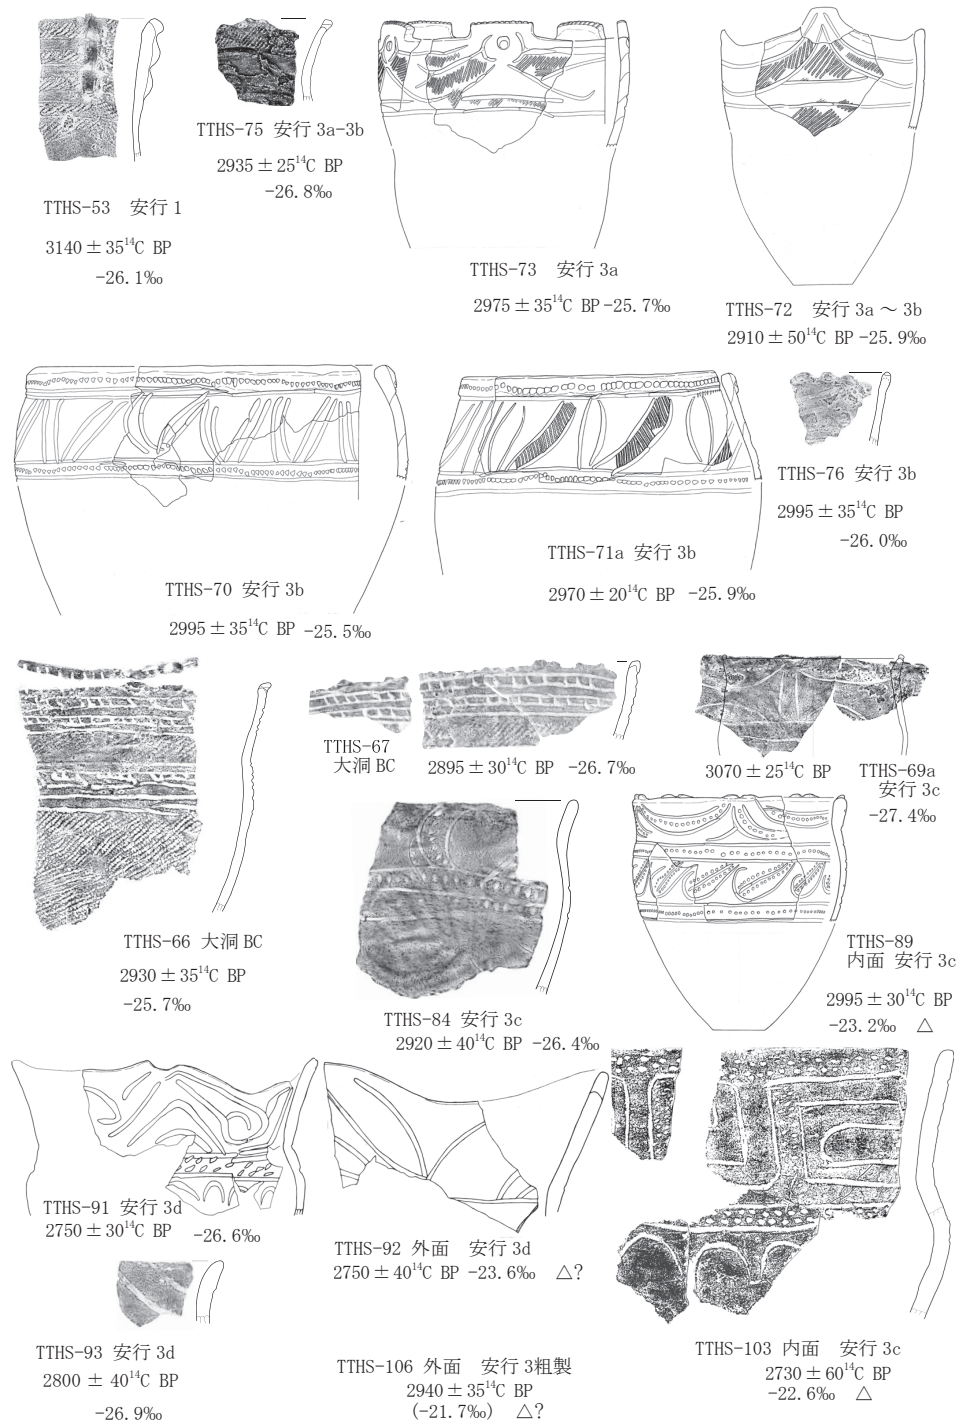 TTHS-53　安行 1
3140 ± 35¹⁴C BP
-26.1‰
TTHS-75 安行 3a-3b
2935 ± 25¹⁴C BP
-26.8‰
TTHS-73　安行 3a
2975 ± 35¹⁴C BP -25.7‰
TTHS-72　安行 3a ～ 3b
2910 ± 50¹⁴C BP -25.9‰
TTHS-70 安行 3b
2995 ± 35¹⁴C BP -25.5‰
TTHS-71a 安行 3b
2970 ± 20¹⁴C BP -25.9‰
TTHS-76 安行 3b
2995 ± 35¹⁴C BP
-26.0‰
TTHS-66 大洞 BC
2930 ± 35¹⁴C BP
-25.7‰
TTHS-67
大洞 BC
2895 ± 30¹⁴C BP -26.7‰
3070 ± 25¹⁴C BP
TTHS-69a
安行 3c
-27.4‰
TTHS-84 安行 3c
2920 ± 40¹⁴C BP -26.4‰
TTHS-89
内面 安行 3c
2995 ± 30¹⁴C BP
-23.2‰　△
TTHS-91 安行 3d
2750 ± 30¹⁴C BP -26.6‰
TTHS-92 外面　安行 3d
2750 ± 40¹⁴C BP -23.6‰　△?
TTHS-93 安行 3d
2800 ± 40¹⁴C BP
-26.9‰
TTHS-106 外面　安行 3粗製
2940 ± 35¹⁴C BP
(-21.7‰)　△?
TTHS-103 内面　安行 3c
2730 ± 60¹⁴C BP
-22.6‰　△